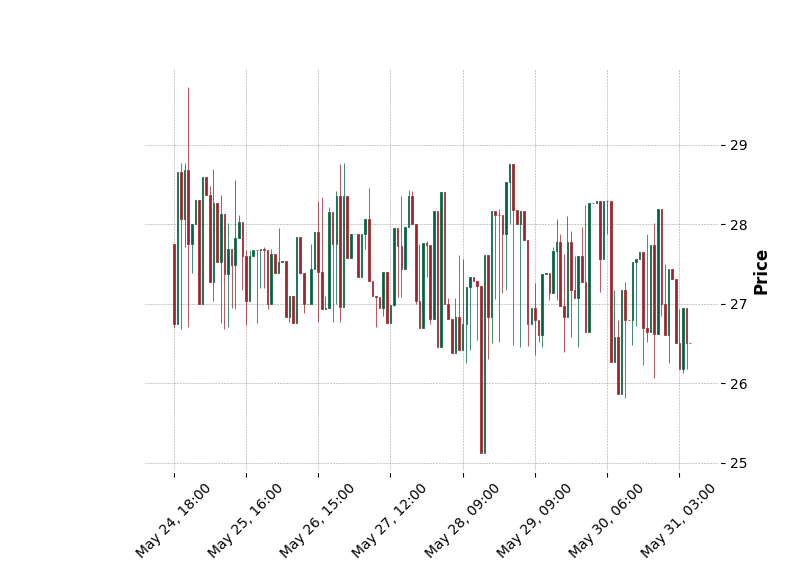 29
28
27
26
25
Price
May 24, 18:00
May 25, 16:00
May 26, 15:00
May 27, 12:00
May 28, 09:00
May 29, 09:00
May 30, 06:00
May 31, 03:00